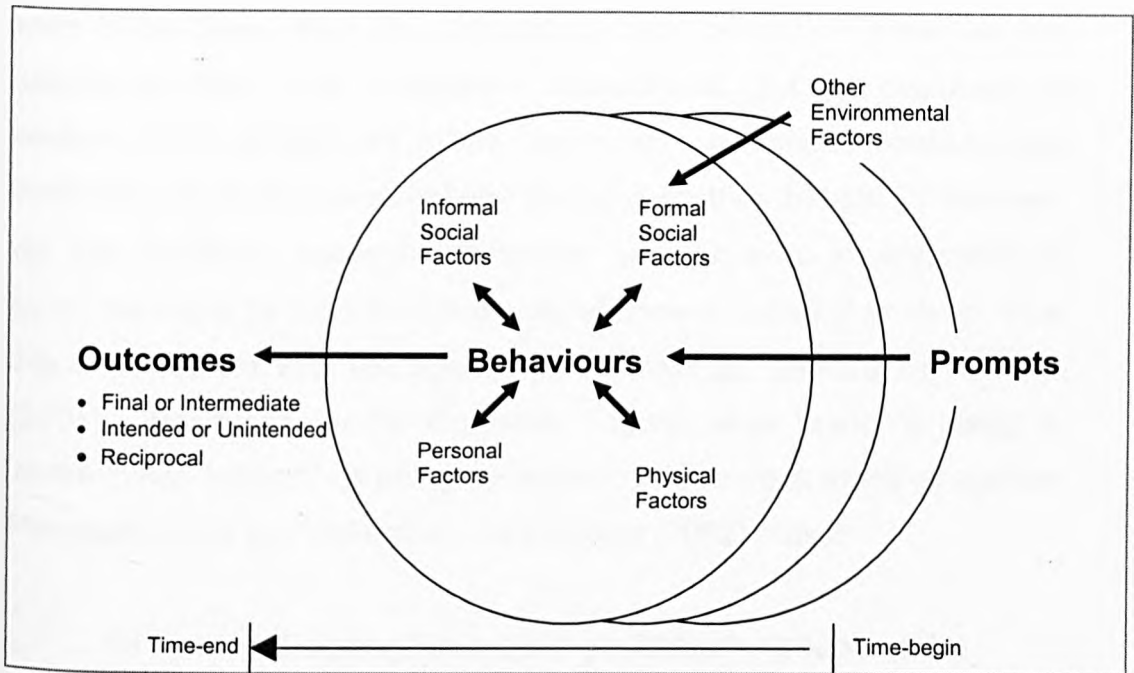 Other
Environmental
Factors
Informal
Social
Factors
Formal
Social
Factors
Outcomes
Behaviours
Prompts
• Final or Intermediate
• Intended or Unintended
• Reciprocal
Personal
Factors
Physical
Factors
Time-end
Time-begin